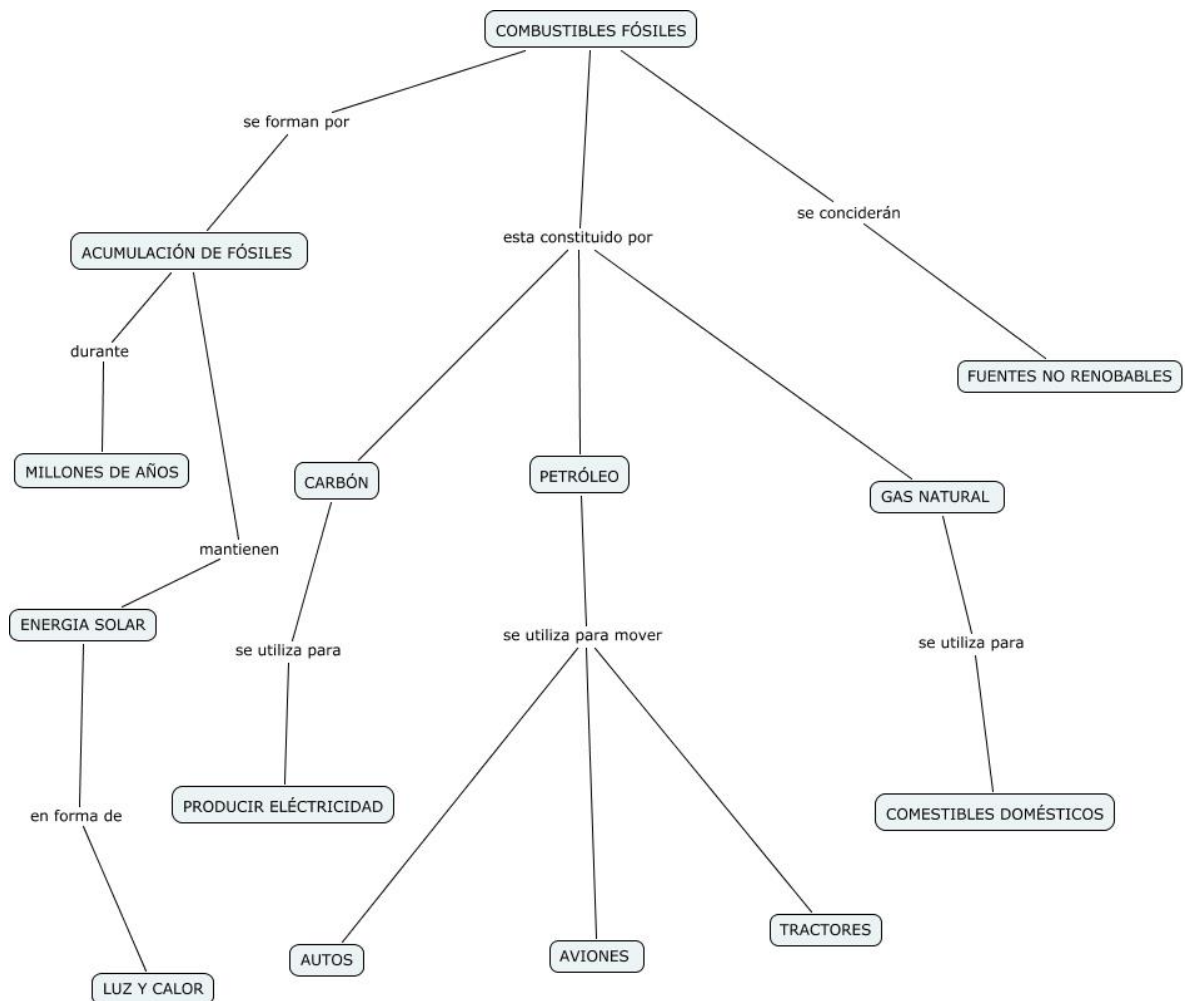 COMBUSTIBLES FÓSILES
se forman por
se conciderán
esta constituido por
ACUMULACIÓN DE FÓSILES
durante
FUENTES NO RENOBABLES
MILLONES DE AÑOS
CARBÓN
PETRÓLEO
GAS NATURAL
mantienen
ENERGIA SOLAR
se utiliza para
se utiliza para mover
se utiliza para
PRODUCIR ELÉCTRICIDAD
en forma de
COMESTIBLES DOMÉSTICOS
TRACTORES
AUTOS
AVIONES
LUZ Y CALOR